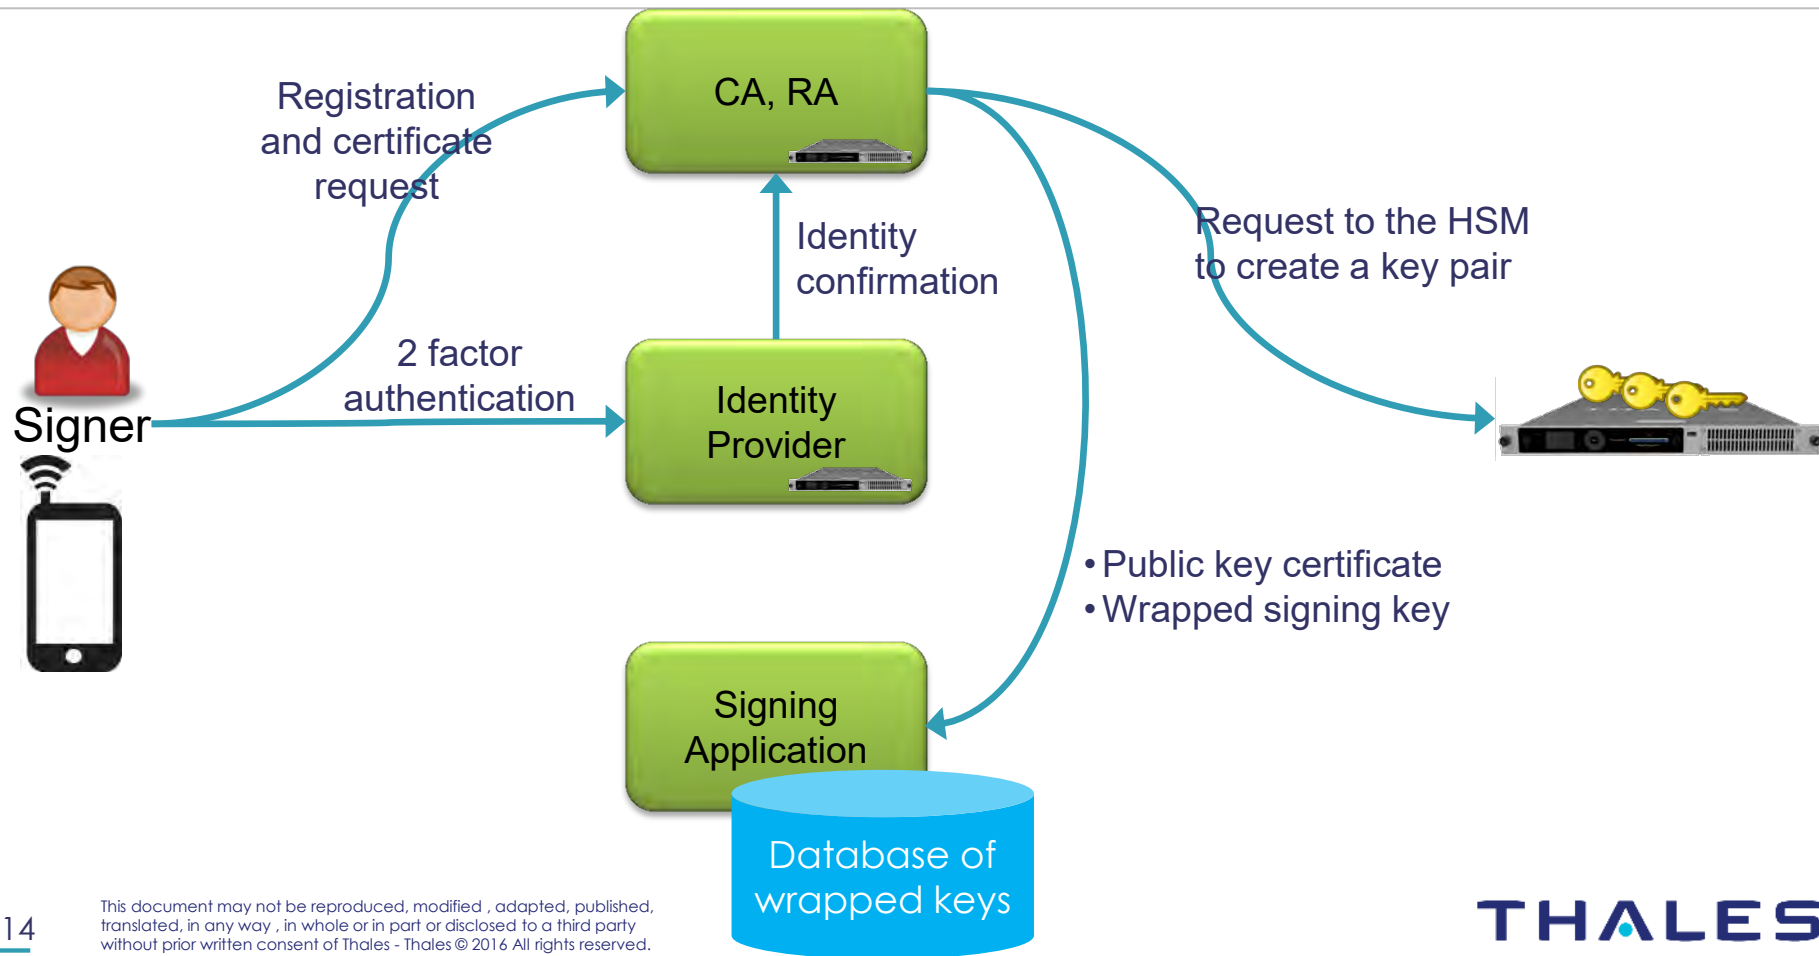 CA, RA
Registration
and certificate
request
Identity
confirmation
Request to the HSM
to create a key pair
2 factor
authentication
Signer
Identity
Provider
• Public key certificate
• Wrapped signing key
Signing
Application
Database of
wrapped keys
14
This document may not be reproduced, modified , adapted, published,
translated, in any way , in whole or in part or disclosed to a third party
without prior written consent of Thales - Thales © 2016 All rights reserved.
THALES